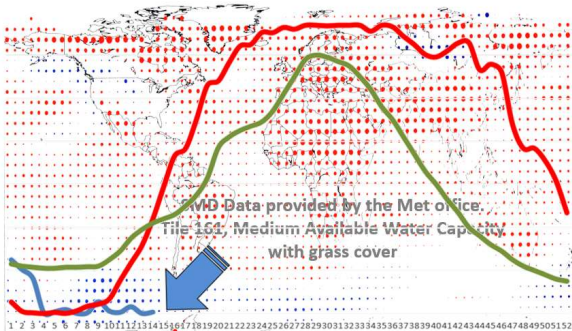 SMD Data provided by the Met office.
Tile 161, Medium Available Water Capacity
with grass cover
1 2 3 4 5 6 7 8 9 10 11 12 13 14 15 16 17 18 19 20 21 22 23 24 25 26 27 28 29 30 31 32 33 34 35 36 37 38 39 40 41 42 43 44 45 46 47 48 49 50 51 52